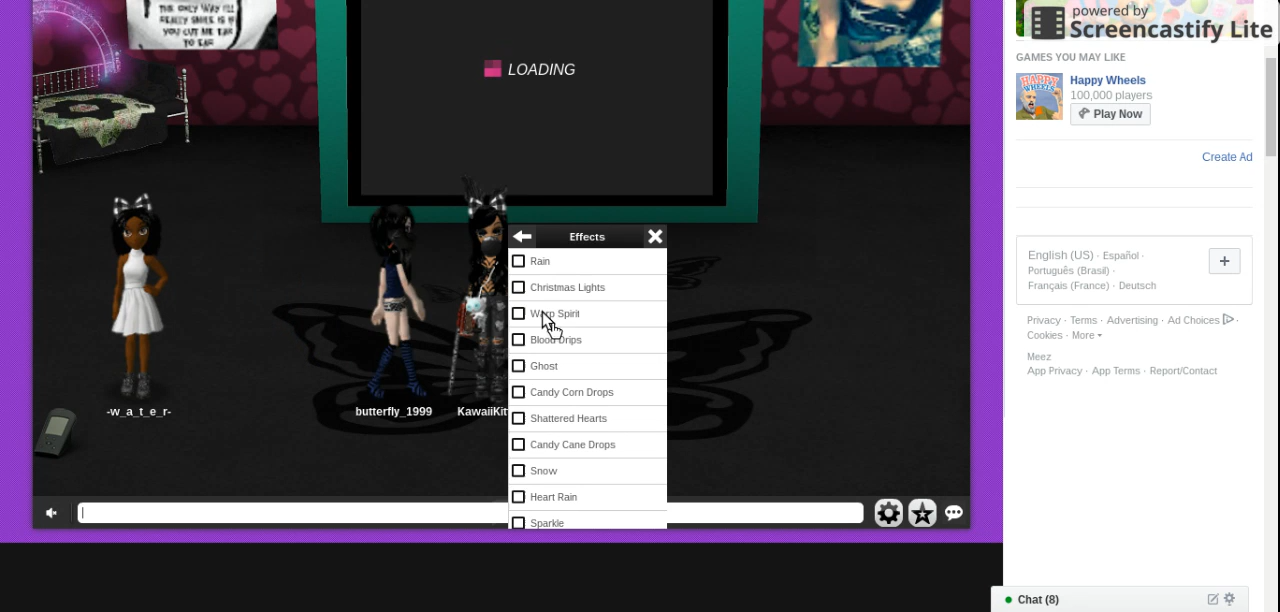 THE ONLY WAY I'LL
REALLY SMILE IS IF
YOU CUT ME EAR
TO EAR
LOADING
powered by
Screencastify Lite
GAMES YOU MAY LIKE
Happy Wheels
100,000 players
Play Now
Create Ad
Effects
Rain
Christmas Lights
Warp Spirit
Blood Drips
Ghost
Candy Corn Drops
Shattered Hearts
Candy Cane Drops
Snow
Heart Rain
Sparkle
-w_a_t_e_r-
butterfly_1999
KawaiiKit
English (US) · Español ·
Português (Brasil) ·
Français (France) · Deutsch
Privacy · Terms · Advertising · Ad Choices ·
Cookies · More
Meez
App Privacy · App Terms · Report/Contact
Chat (8)